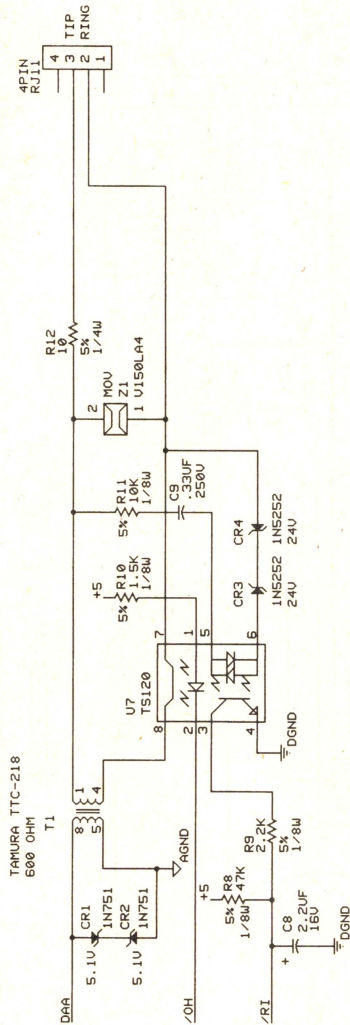 TAMURA TTC-218
600 OHM
T1
1
4
8
5
DAA
CR1
1N751
5.1V
CR2
1N751
5.1V
AGND
/OH
/RI
+5
R8
47K
5%
1/8W
C8
2.2UF
16V
+
DGND
R9
2.2K
5%
1/8W
U7
TS120
8
7
2
1
3
5
4
6
DGND
+5
R10
1.5K
1/8W
5%
R11
10K
1/8W
5%
C9
.33UF
250V
CR3
1N5252
24V
CR4
1N5252
24V
MOV
Z1
V150LA4
2
1
R12
10
5%
1/4W
4PIN
RJ11
4
3
2
1
TIP
RING